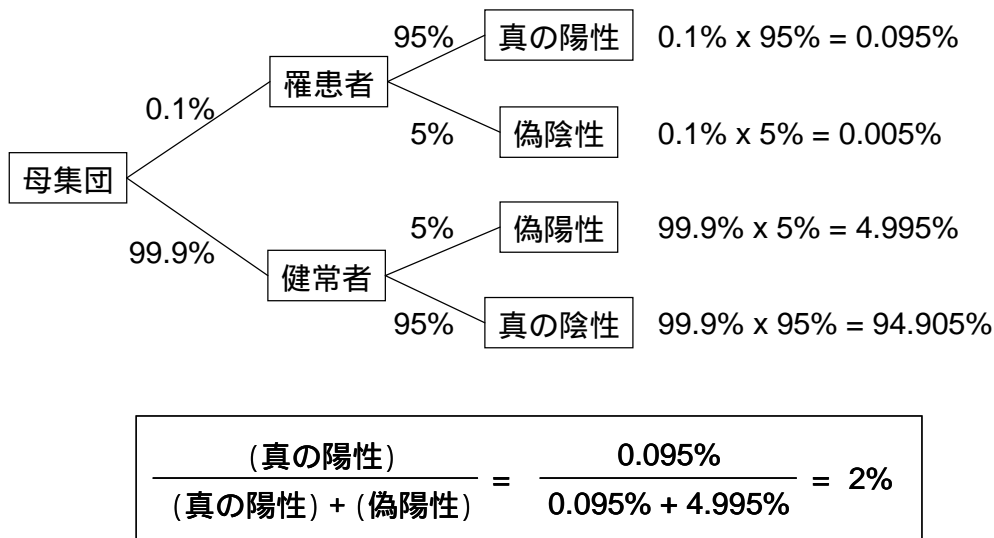 95% 真の陽性 0.1% x 95% = 0.095%
罹患者
0.1%
5% 偽陰性 0.1% x 5% = 0.005%
母集団
5% 偽陽性 99.9% x 5% = 4.995%
99.9%
健常者
95% 真の陰性 99.9% x 95% = 94.905%
(真の陽性)
(真の陽性) + (偽陽性)
=
0.095%
0.095% + 4.995%
= 2%